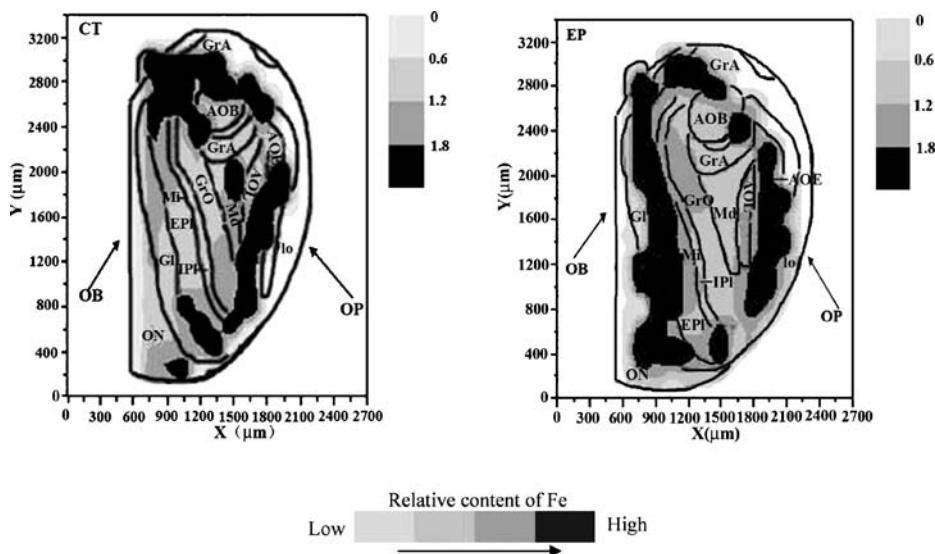 CT
EP
0
0.6
1.2
1.8
0
0.6
1.2
1.8
3200
2800
2400
2000
1600
1200
800
400
0
Y (μm)
GrA
AOB
GrA
AOE
AOL
GrO
Mi
Md
EPl
Gl
IPl
lo
ON
OB
OP
0 300 600 900 1200 1500 1800 2100 2400 2700
X (μm)
3200
2800
2400
2000
1600
1200
800
400
0
Y(μm)
GrA
AOB
GrA
AOE
AOL
GrO
Gl
Md
Mi
IPl
lo
EPl
ON
OB
OP
0 300 600 900 1200 1500 1800 2100 2400 2700
X(μm)
Relative content of Fe
Low High